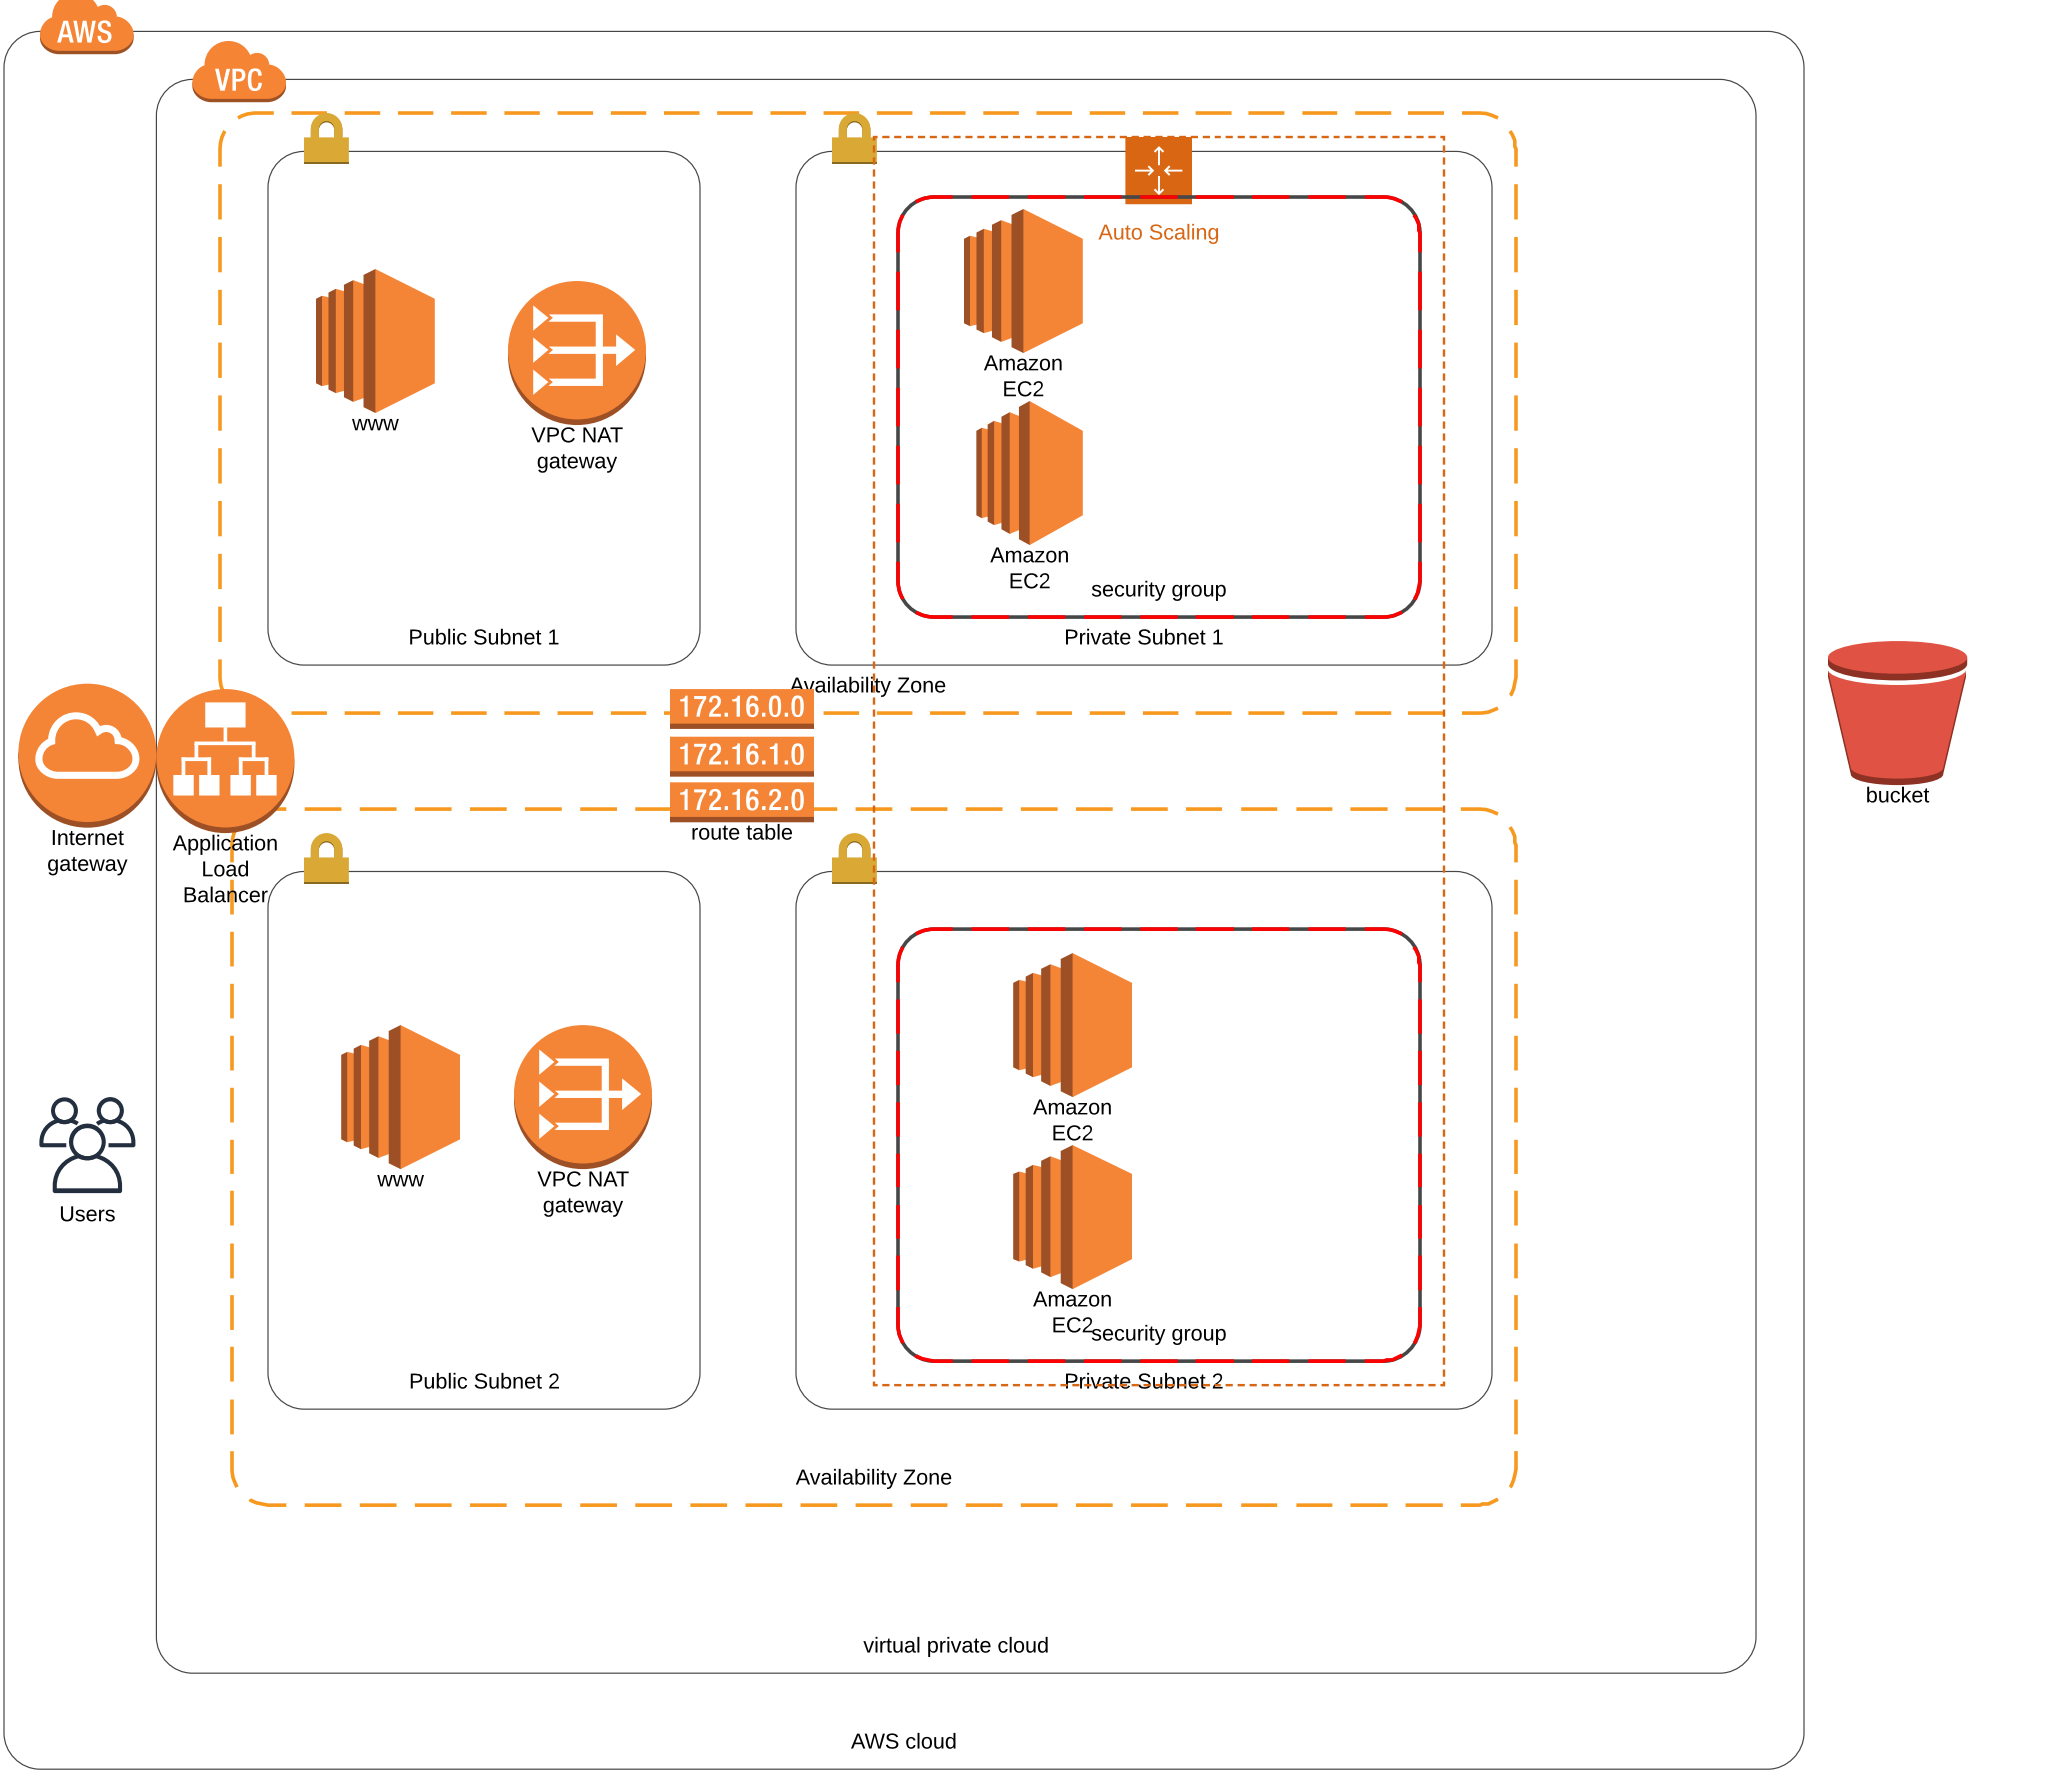 AWS
VPC
Auto Scaling
Amazon
EC2
www
VPC NAT
gateway
Amazon
EC2
security group
Public Subnet 1
Private Subnet 1
Availability Zone
172.16.0.0
172.16.1.0
172.16.2.0
route table
bucket
Internet
gateway
Application
Load
Balancer
Amazon
EC2
www
VPC NAT
gateway
Users
Amazon
EC2
security group
Public Subnet 2
Private Subnet 2
Availability Zone
virtual private cloud
AWS cloud